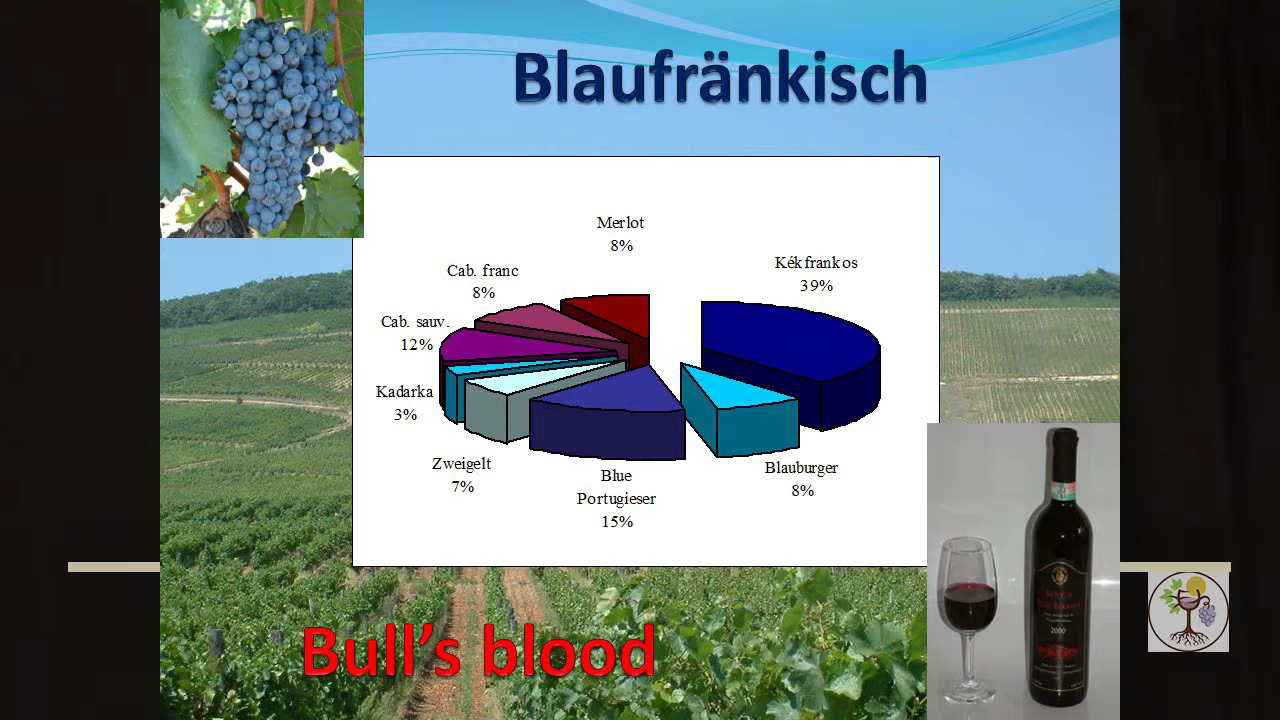 Blaufränkisch
Merlot
8%
Kékfrankos
39%
Cab. franc
8%
Cab. sauv.
12%
Kadarka
3%
Zweigelt
7%
Blue
Portugieser
15%
Blauburger
8%
Bull's blood
2000